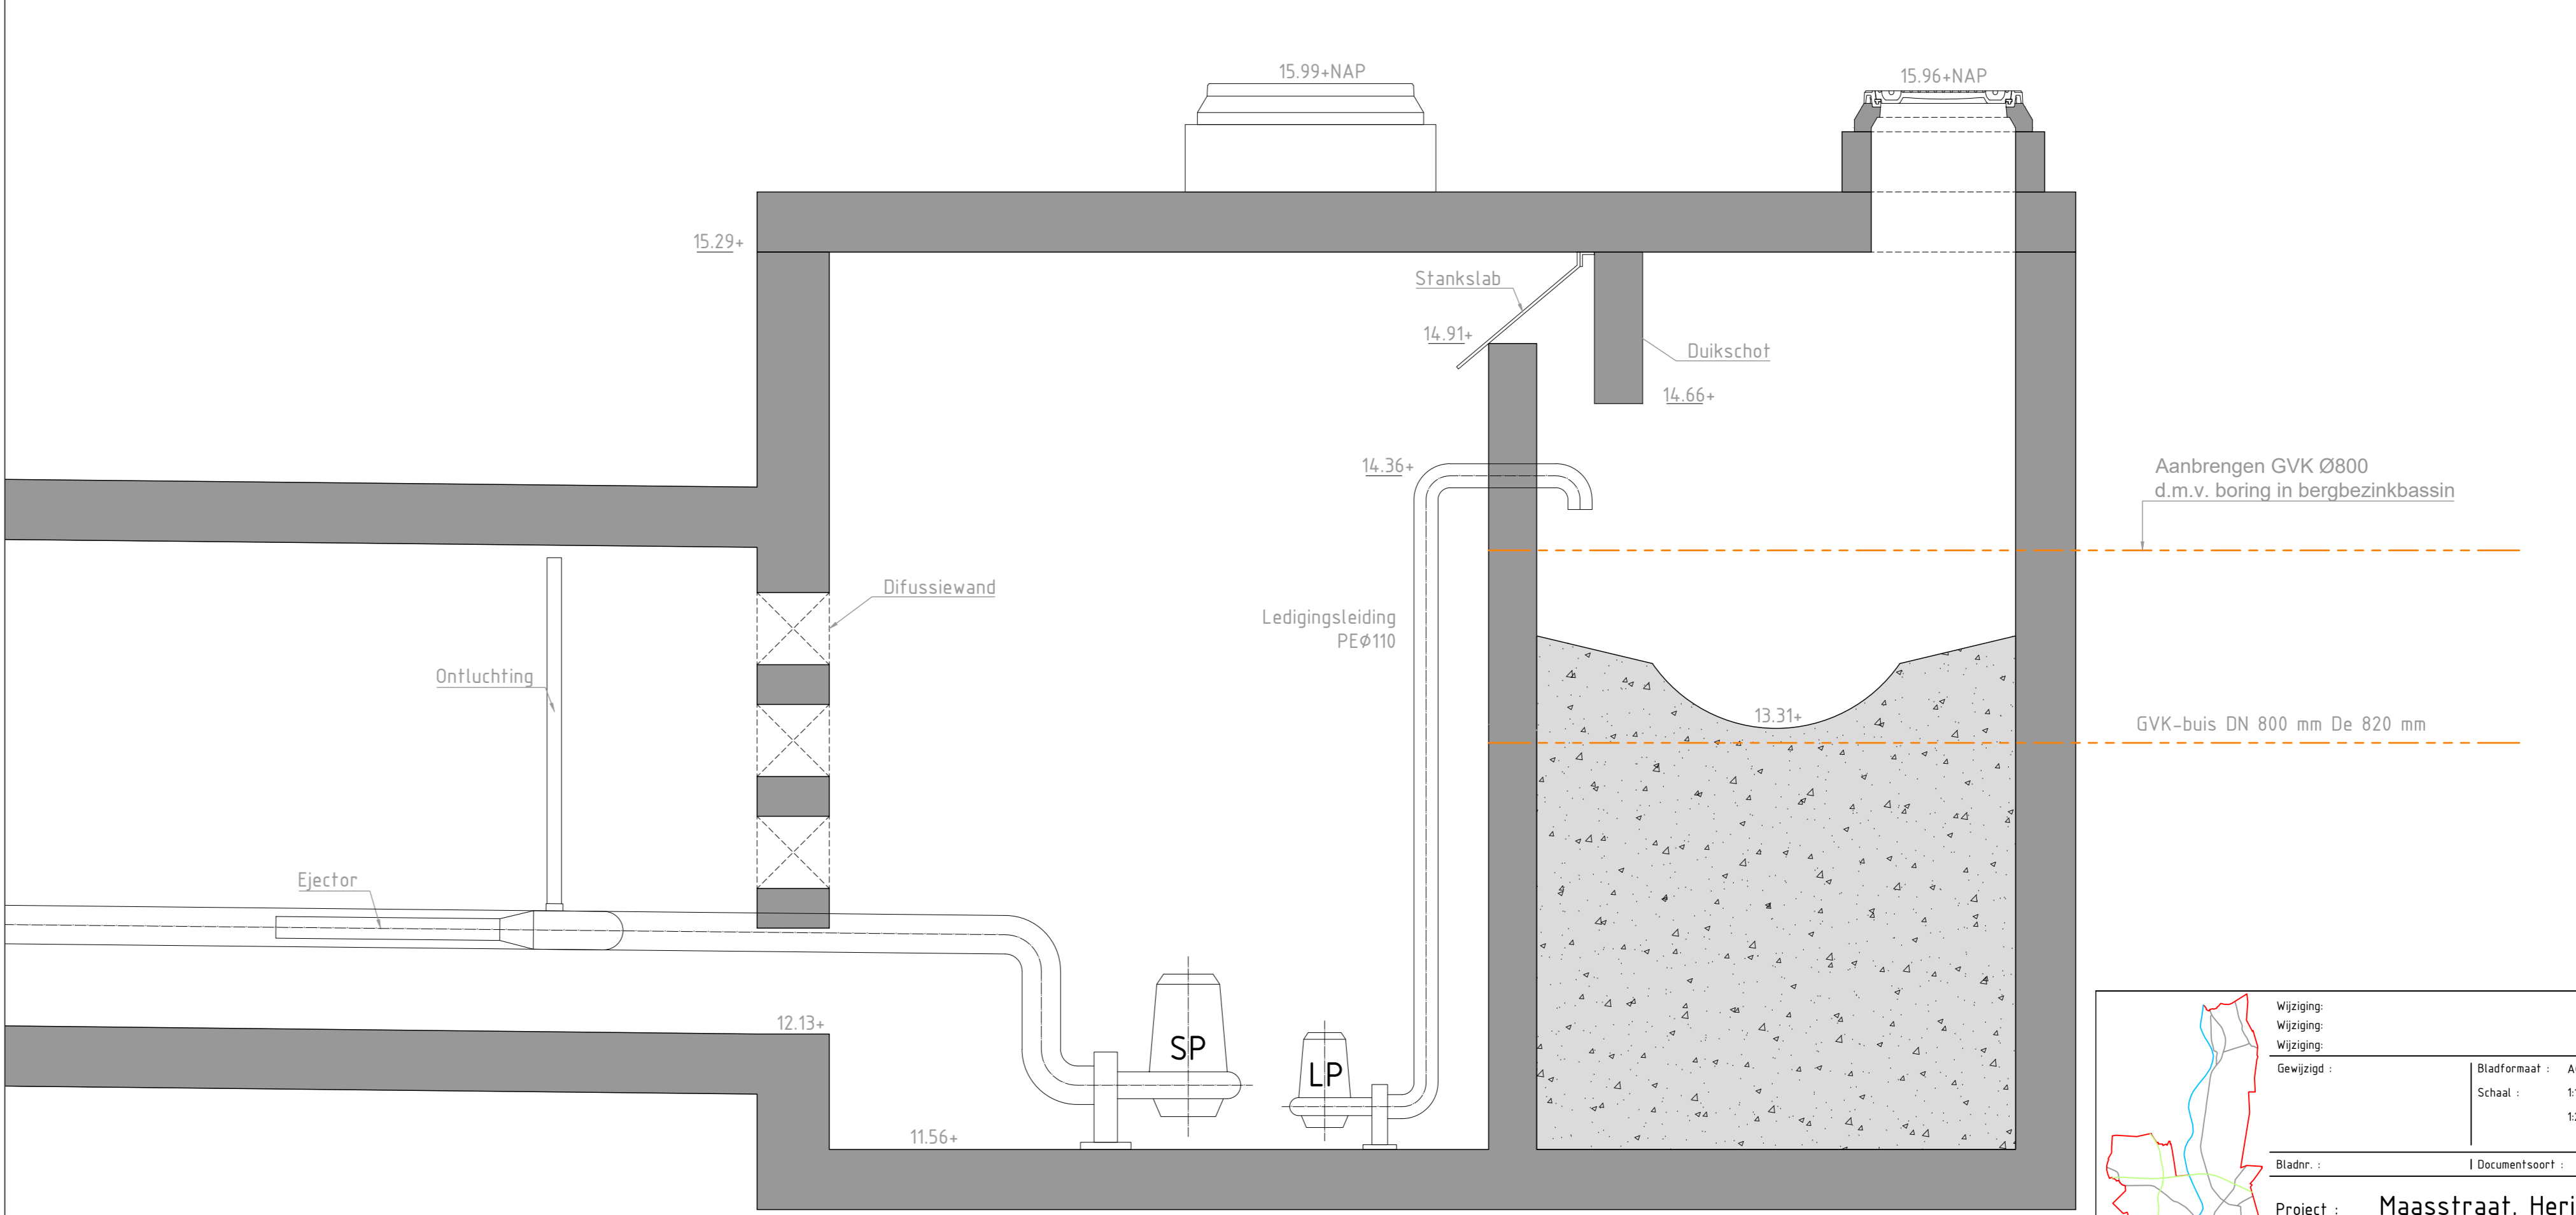 15.99+NAP
15.96+NAP
15.29+
Stankslab
14.91+
Duikschot
14.66+
14.36+
Aanbrengen GVK Ø800
d.m.v. boring in bergbezinkbassin
Difussiewand
Ledigingsleiding
PEØ110
Ontluchting
13.31+
GVK-buis DN 800 mm De 820 mm
Ejector
12.13+
SP
LP
11.56+
Wijziging:
Wijziging:
Wijziging:
Gewijzigd :
Bladformaat :
Schaal :
Bladnr. :
Documentsoort :
Project : Maasstraat,